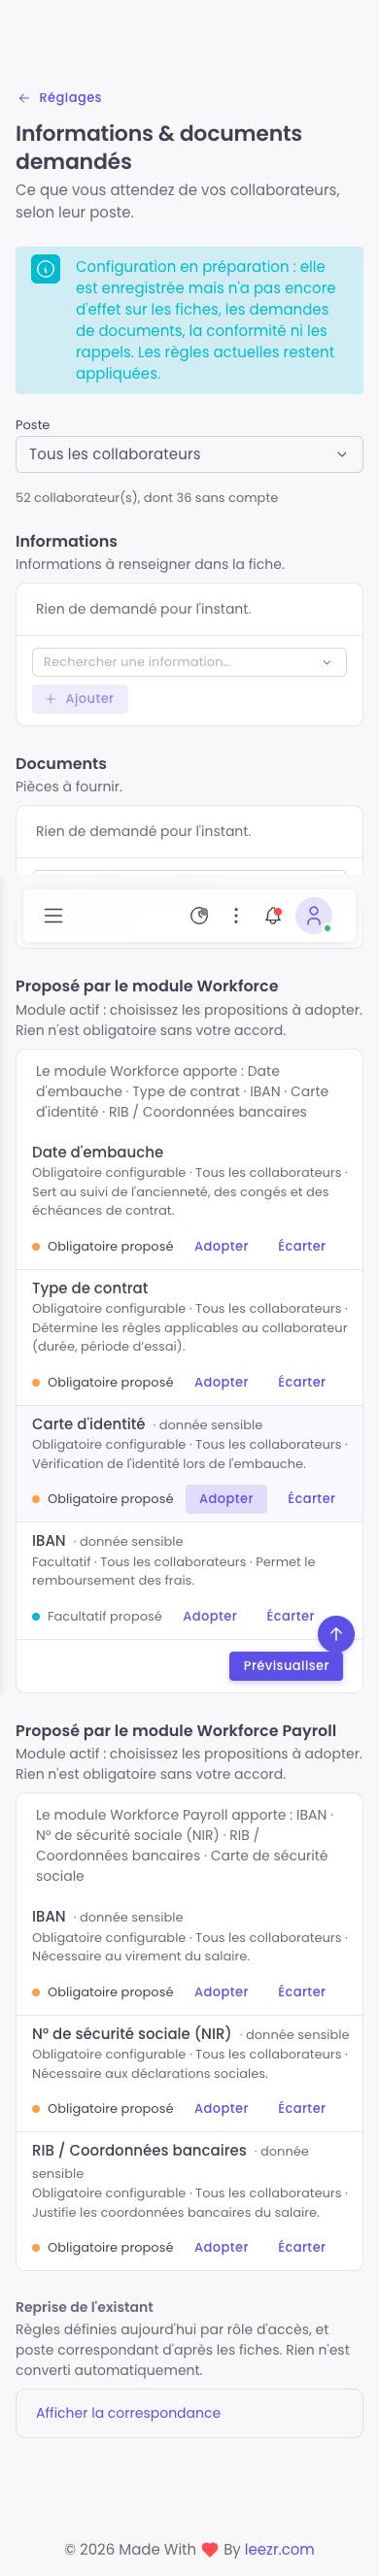 Réglages
Informations & documents
demandés
Ce que vous attendez de vos collaborateurs,
selon leur poste.
Configuration en préparation : elle
est enregistrée mais n'a pas encore
d'effet sur les fiches, les demandes
de documents, la conformité ni les
rappels. Les règles actuelles restent
appliquées.
Poste
Tous les collaborateurs
52 collaborateur(s), dont 36 sans compte
Informations
Informations à renseigner dans la fiche.
Rien de demandé pour l'instant.
Rechercher une information…
Ajouter
Documents
Pièces à fournir.
Rien de demandé pour l'instant.
Proposé par le module Workforce
Module actif : choisissez les propositions à adopter.
Rien n'est obligatoire sans votre accord.
Le module Workforce apporte : Date
d'embauche · Type de contrat · IBAN · Carte
d'identité · RIB / Coordonnées bancaires
Date d'embauche
Obligatoire configurable · Tous les collaborateurs ·
Sert au suivi de l'ancienneté, des congés et des
échéances de contrat.
Obligatoire proposé Adopter Écarter
Type de contrat
Obligatoire configurable · Tous les collaborateurs ·
Détermine les règles applicables au collaborateur
(durée, période d’essai).
Obligatoire proposé Adopter Écarter
Carte d'identité · donnée sensible
Obligatoire configurable · Tous les collaborateurs ·
Vérification de l'identité lors de l'embauche.
Obligatoire proposé Adopter Écarter
IBAN · donnée sensible
Facultatif · Tous les collaborateurs · Permet le
remboursement des frais.
Facultatif proposé Adopter Écarter
Prévisualiser
Proposé par le module Workforce Payroll
Module actif : choisissez les propositions à adopter.
Rien n'est obligatoire sans votre accord.
Le module Workforce Payroll apporte : IBAN ·
N° de sécurité sociale (NIR) · RIB /
Coordonnées bancaires · Carte de sécurité
sociale
IBAN · donnée sensible
Obligatoire configurable · Tous les collaborateurs ·
Nécessaire au virement du salaire.
Obligatoire proposé Adopter Écarter
N° de sécurité sociale (NIR) · donnée sensible
Obligatoire configurable · Tous les collaborateurs ·
Nécessaire aux déclarations sociales.
Obligatoire proposé Adopter Écarter
RIB / Coordonnées bancaires · donnée
sensible
Obligatoire configurable · Tous les collaborateurs ·
Justifie les coordonnées bancaires du salaire.
Obligatoire proposé Adopter Écarter
Reprise de l'existant
Règles définies aujourd'hui par rôle d'accès, et
poste correspondant d'après les fiches. Rien n'est
converti automatiquement.
Afficher la correspondance
© 2026 Made With By leezr.com